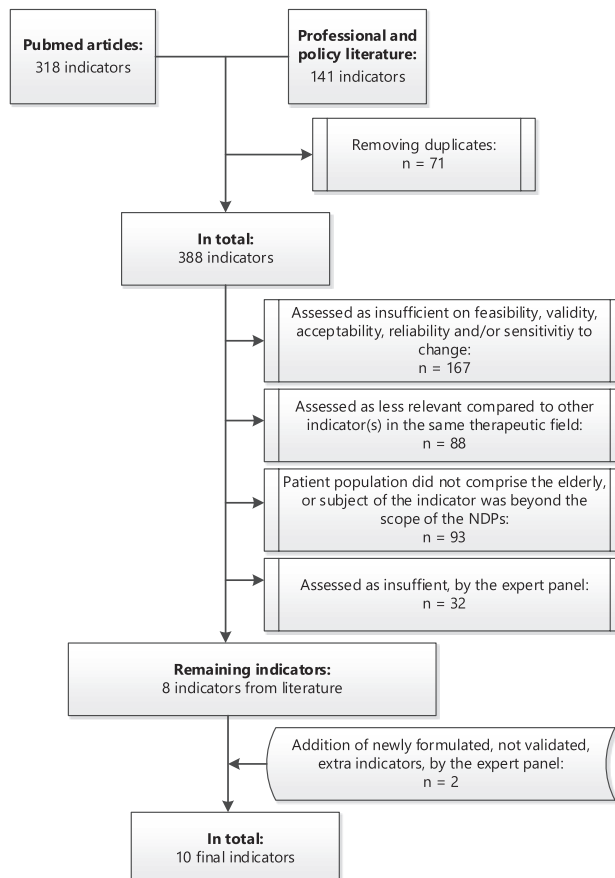 Pubmed articles:
318 indicators
Professional and
policy literature:
141 indicators
Removing duplicates:
n = 71
In total:
388 indicators
Assessed as insufficient on feasibility, validity,
acceptability, reliability and/or sensitivitiy to
change:
n = 167
Assessed as less relevant compared to other
indicator(s) in the same therapeutic field:
n = 88
Patient population did not comprise the elderly,
or subject of the indicator was beyond the
scope of the NDPs:
n = 93
Assessed as insuffient, by the expert panel:
n = 32
Remaining indicators:
8 indicators from literature
Addition of newly formulated, not validated,
extra indicators, by the expert panel:
n = 2
In total:
10 final indicators